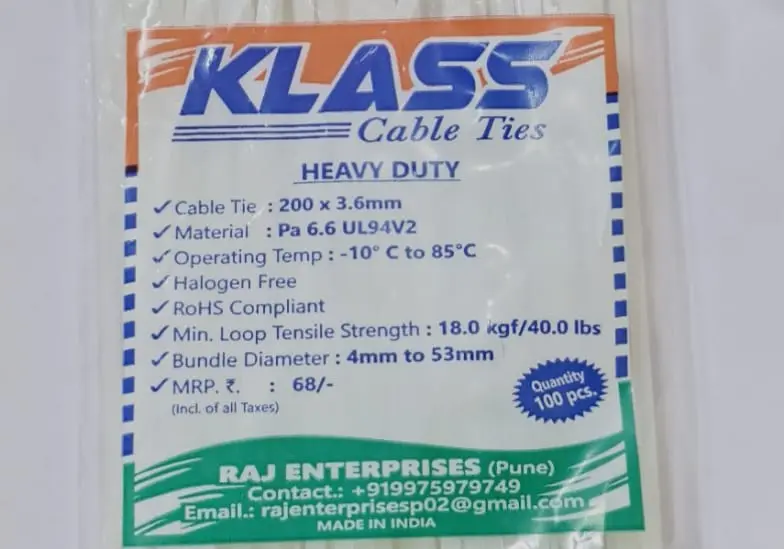 KLASS
Cable Ties
HEAVY DUTY
✓ Cable Tie : 200 x 3.6mm
✓ Material : Pa 6.6 UL94V2
✓ Operating Temp : -10° C to 85°C
✓ Halogen Free
✓ RoHS Compliant
✓ Min. Loop Tensile Strength : 18.0 kgf/40.0 lbs
✓ Bundle Diameter : 4mm to 53mm
✓ MRP. ₹. : 68/-
(Incl. of all Taxes)
Quantity
100 pcs.
RAJ ENTERPRISES (Pune)
Contact.: +919975979749
Email.: rajenterprisesp02@gmail.com
MADE IN INDIA